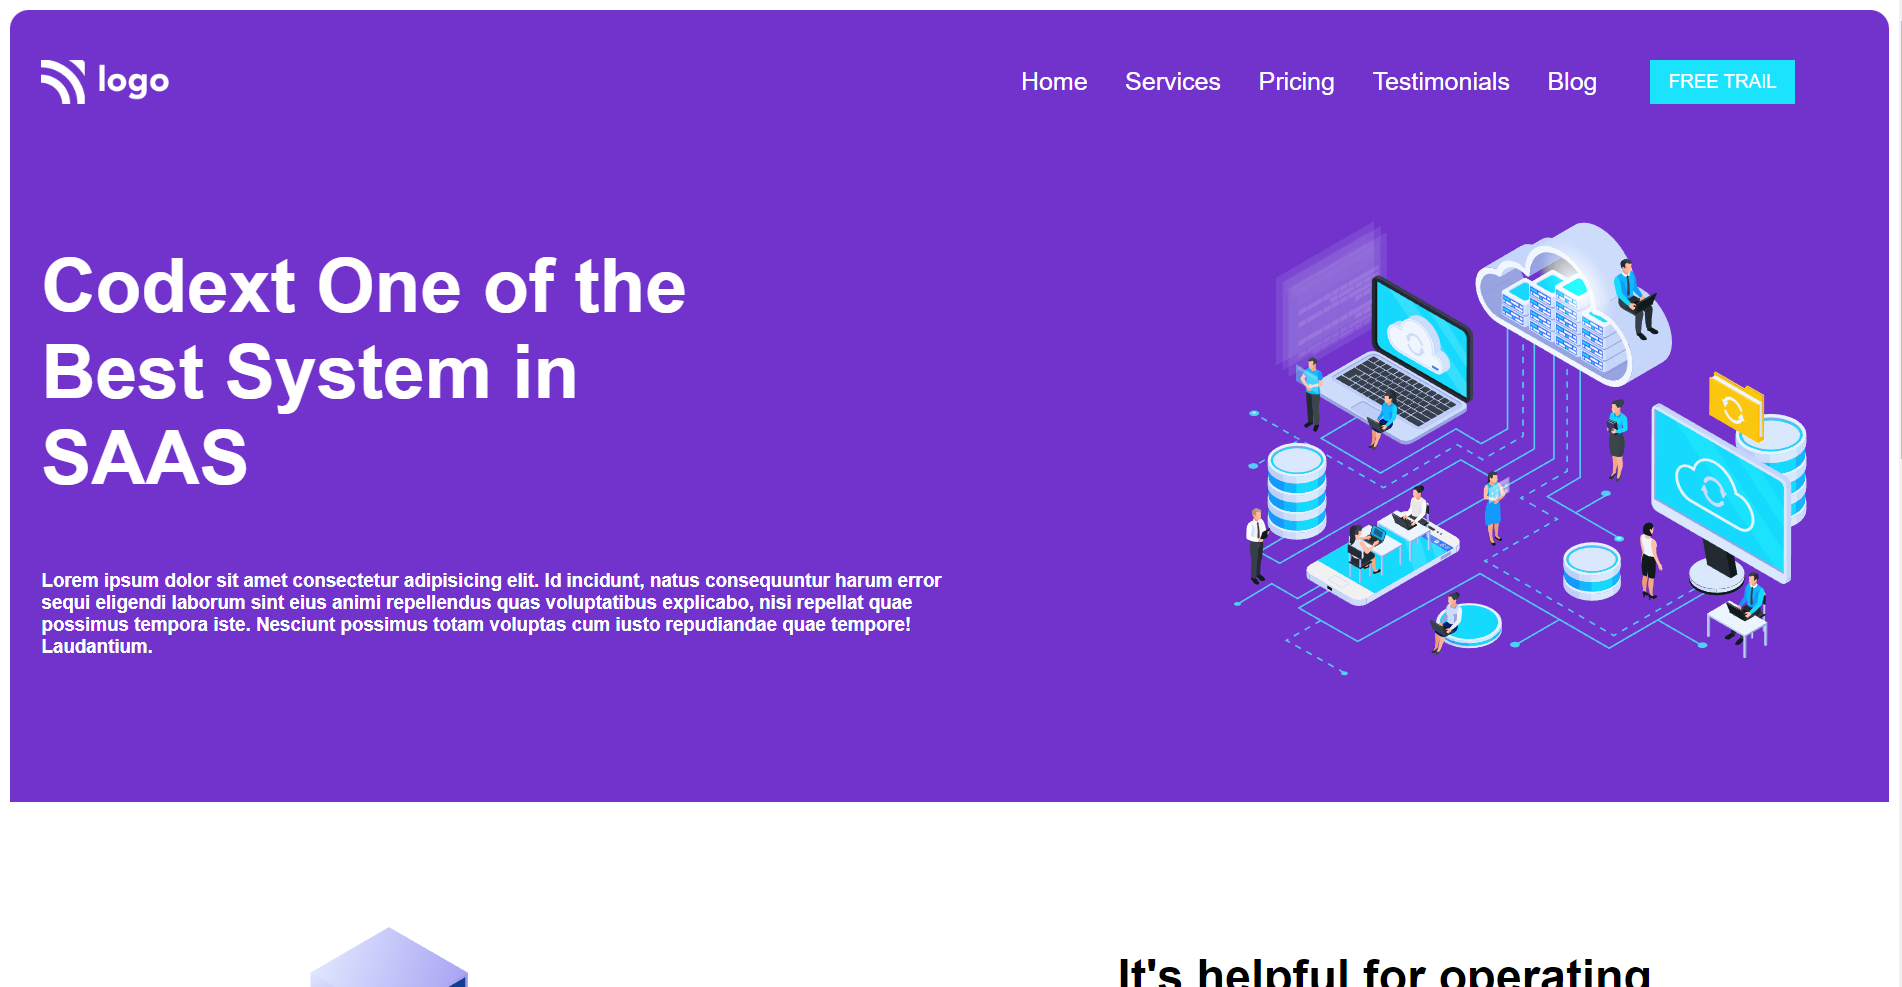 logo
Home Services Pricing Testimonials Blog FREE TRAIL
Codext One of the
Best System in
SAAS
Lorem ipsum dolor sit amet consectetur adipisicing elit. Id incidunt, natus consequuntur harum error
sequi eligendi laborum sint eius animi repellendus quas voluptatibus explicabo, nisi repellat quae
possimus tempora iste. Nesciunt possimus totam voluptas cum iusto repudiandae quae tempore!
Laudantium.
It's helpful for operating